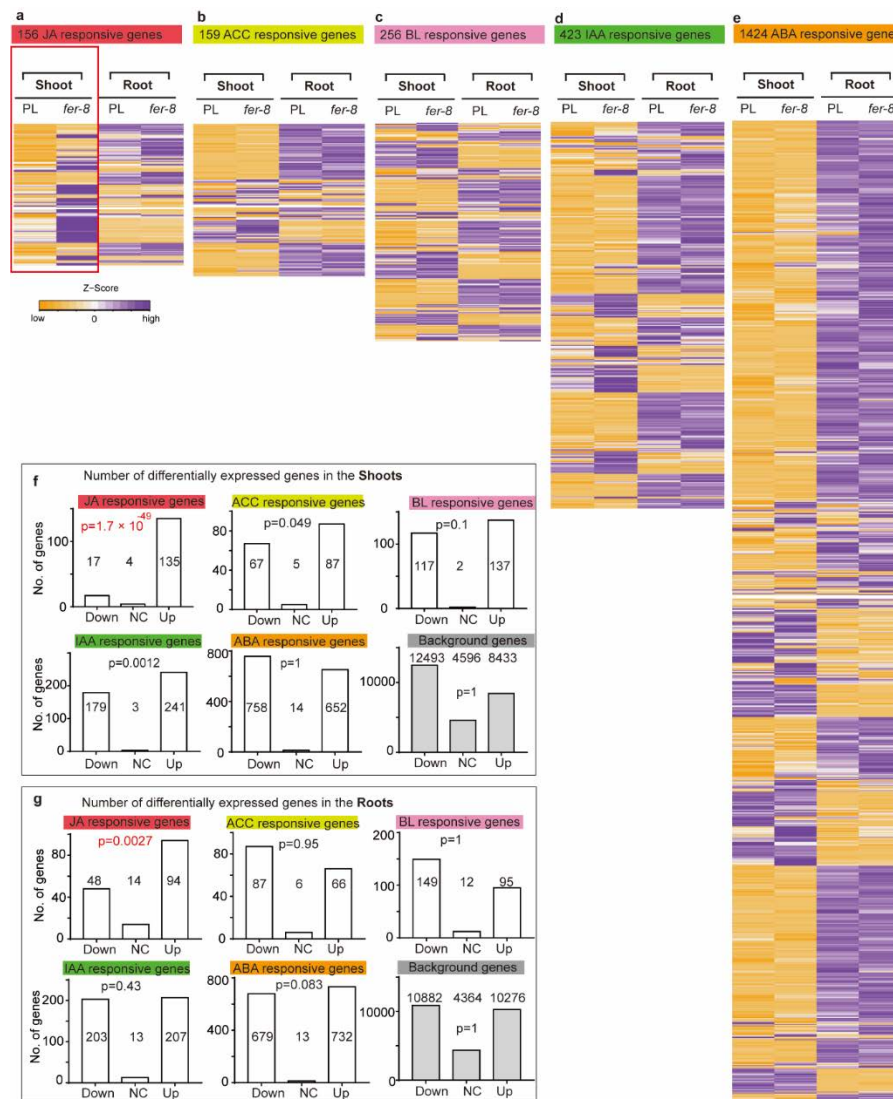 a
156 JA responsive genes
Shoot Root
PL fer-8 PL fer-8
Z-Score
low 0 high
b
159 ACC responsive genes
Shoot Root
PL fer-8 PL fer-8
c
256 BL responsive genes
Shoot Root
PL fer-8 PL fer-8
d
423 IAA responsive genes
Shoot Root
PL fer-8 PL fer-8
e
1424 ABA responsive gene
Shoot Root
PL fer-8 PL fer-8
f
Number of differentially expressed genes in the Shoots
JA responsive genes
p=1.7 × 10-49
No. of genes
100
0
17 4 135
Down NC Up
ACC responsive genes
p=0.049
80
40
0
67 5 87
Down NC Up
BL responsive genes
p=0.1
100
0
117 2 137
Down NC Up
IAA responsive genes
p=0.0012
No. of genes
200
100
0
179 3 241
Down NC Up
ABA responsive genes
p=1
800
400
0
758 14 652
Down NC Up
Background genes
12493 4596 8433
p=1
10000
0
Down NC Up
g
Number of differentially expressed genes in the Roots
JA responsive genes
p=0.0027
No. of genes
80
40
0
48 14 94
Down NC Up
ACC responsive genes
p=0.95
80
40
0
87 6 66
Down NC Up
BL responsive genes
p=1
200
100
0
149 12 95
Down NC Up
IAA responsive genes
p=0.43
No. of genes
200
100
0
203 13 207
Down NC Up
ABA responsive genes
p=0.083
800
400
0
679 13 732
Down NC Up
Background genes
10882 4364 10276
p=1
10000
0
Down NC Up